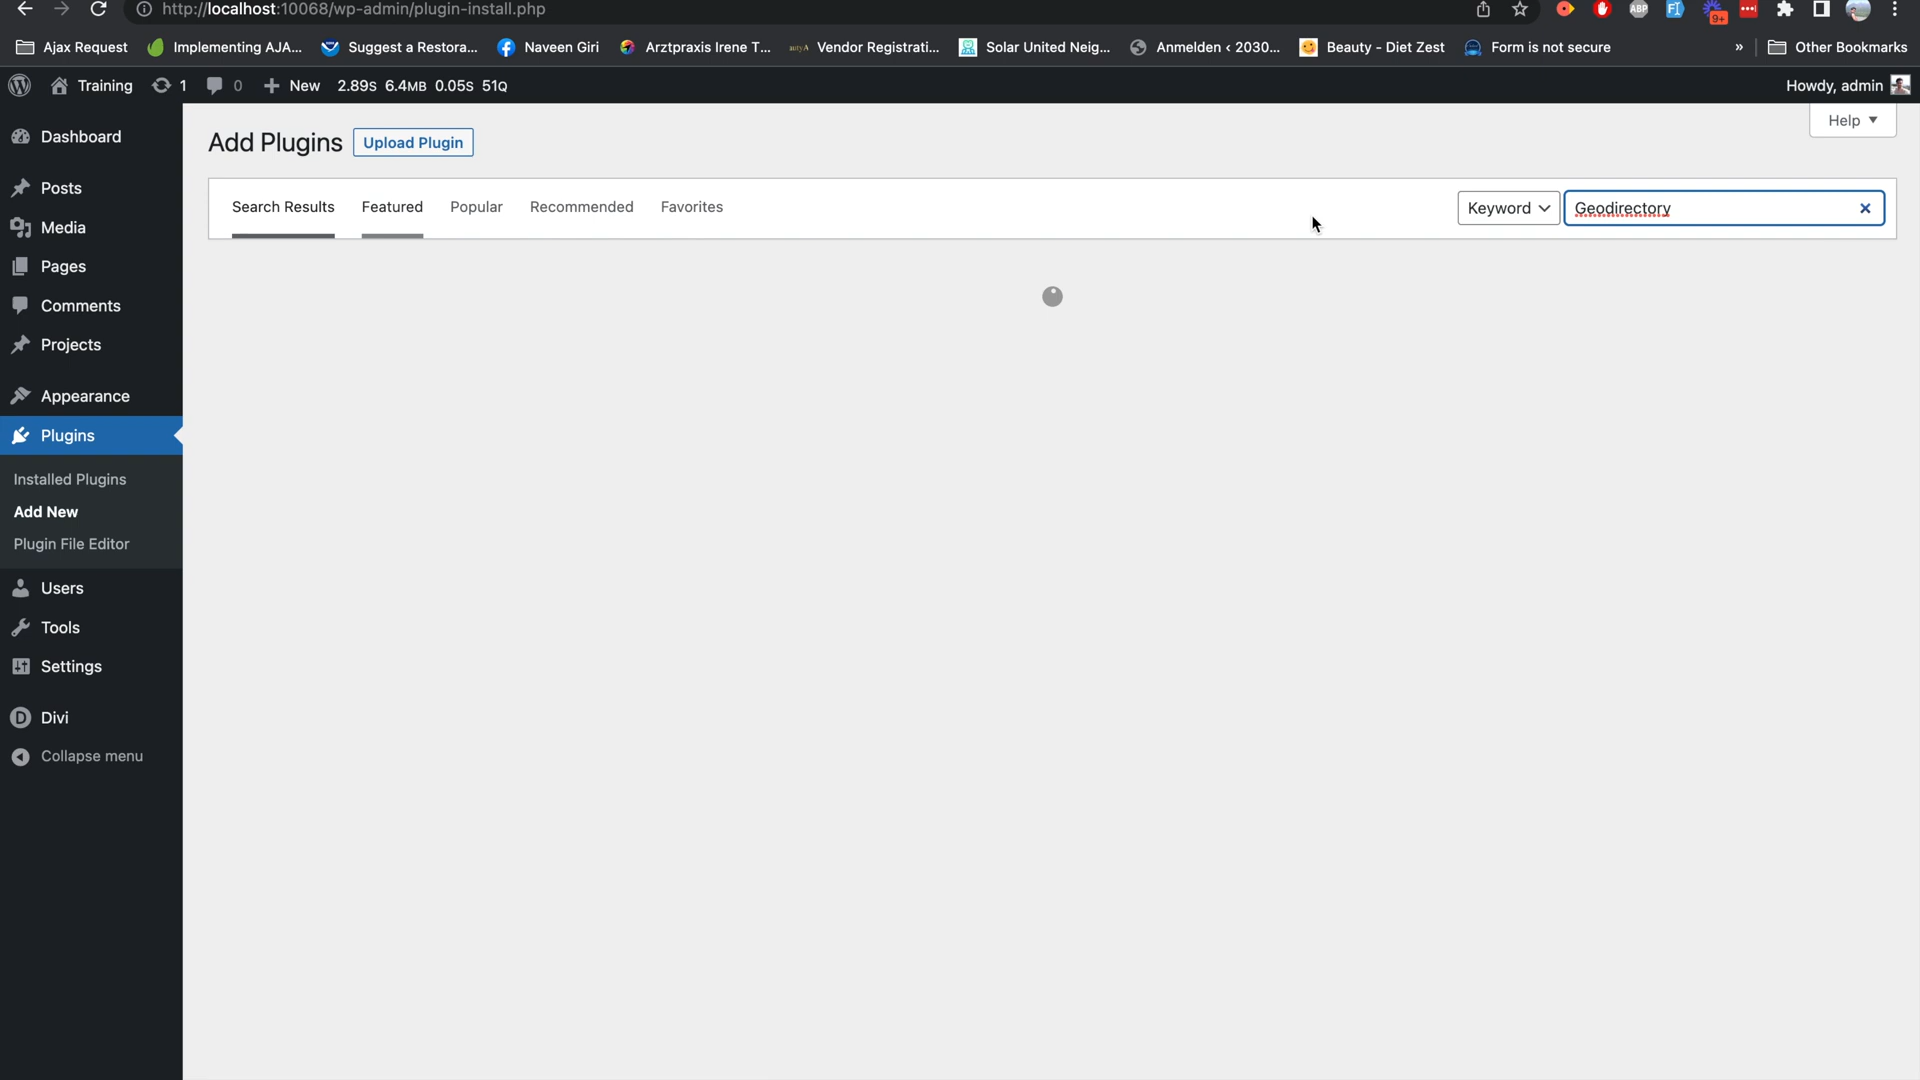 http://localhost:10068/wp-admin/plugin-install.php
ABP
9+
Ajax Request
Implementing AJA...
Suggest a Restora...
Naveen Giri
Arztpraxis Irene T...
Vendor Registrati...
Solar United Neig...
Anmelden ‹ 2030...
Beauty - Diet Zest
Form is not secure
»
Other Bookmarks
Training
1
0
New
2.89S 6.4MB 0.05S 51Q
Howdy, admin
Dashboard
Posts
Media
Pages
Comments
Projects
Appearance
Plugins
Installed Plugins
Add New
Plugin File Editor
Users
Tools
Settings
Divi
Collapse menu
Help
Add Plugins
Upload Plugin
Search Results
Featured
Popular
Recommended
Favorites
Keyword
Geodirectory